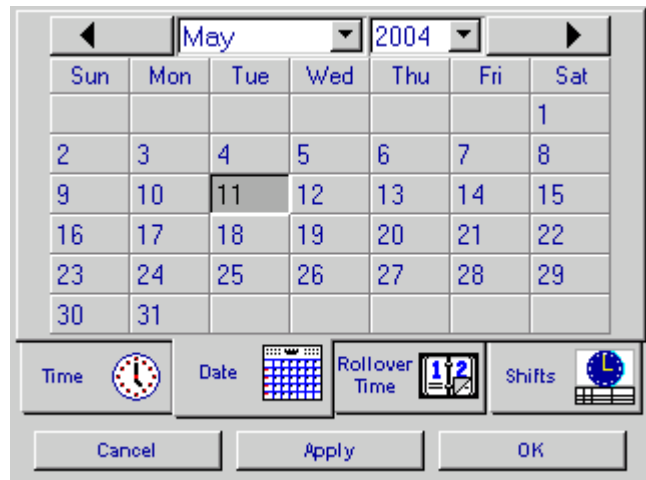 May 2004
Sun Mon Tue Wed Thu Fri Sat
1
2 3 4 5 6 7 8
9 10 11 12 13 14 15
16 17 18 19 20 21 22
23 24 25 26 27 28 29
30 31
Time Date Rollover Time 1 2 Shifts
Cancel Apply OK